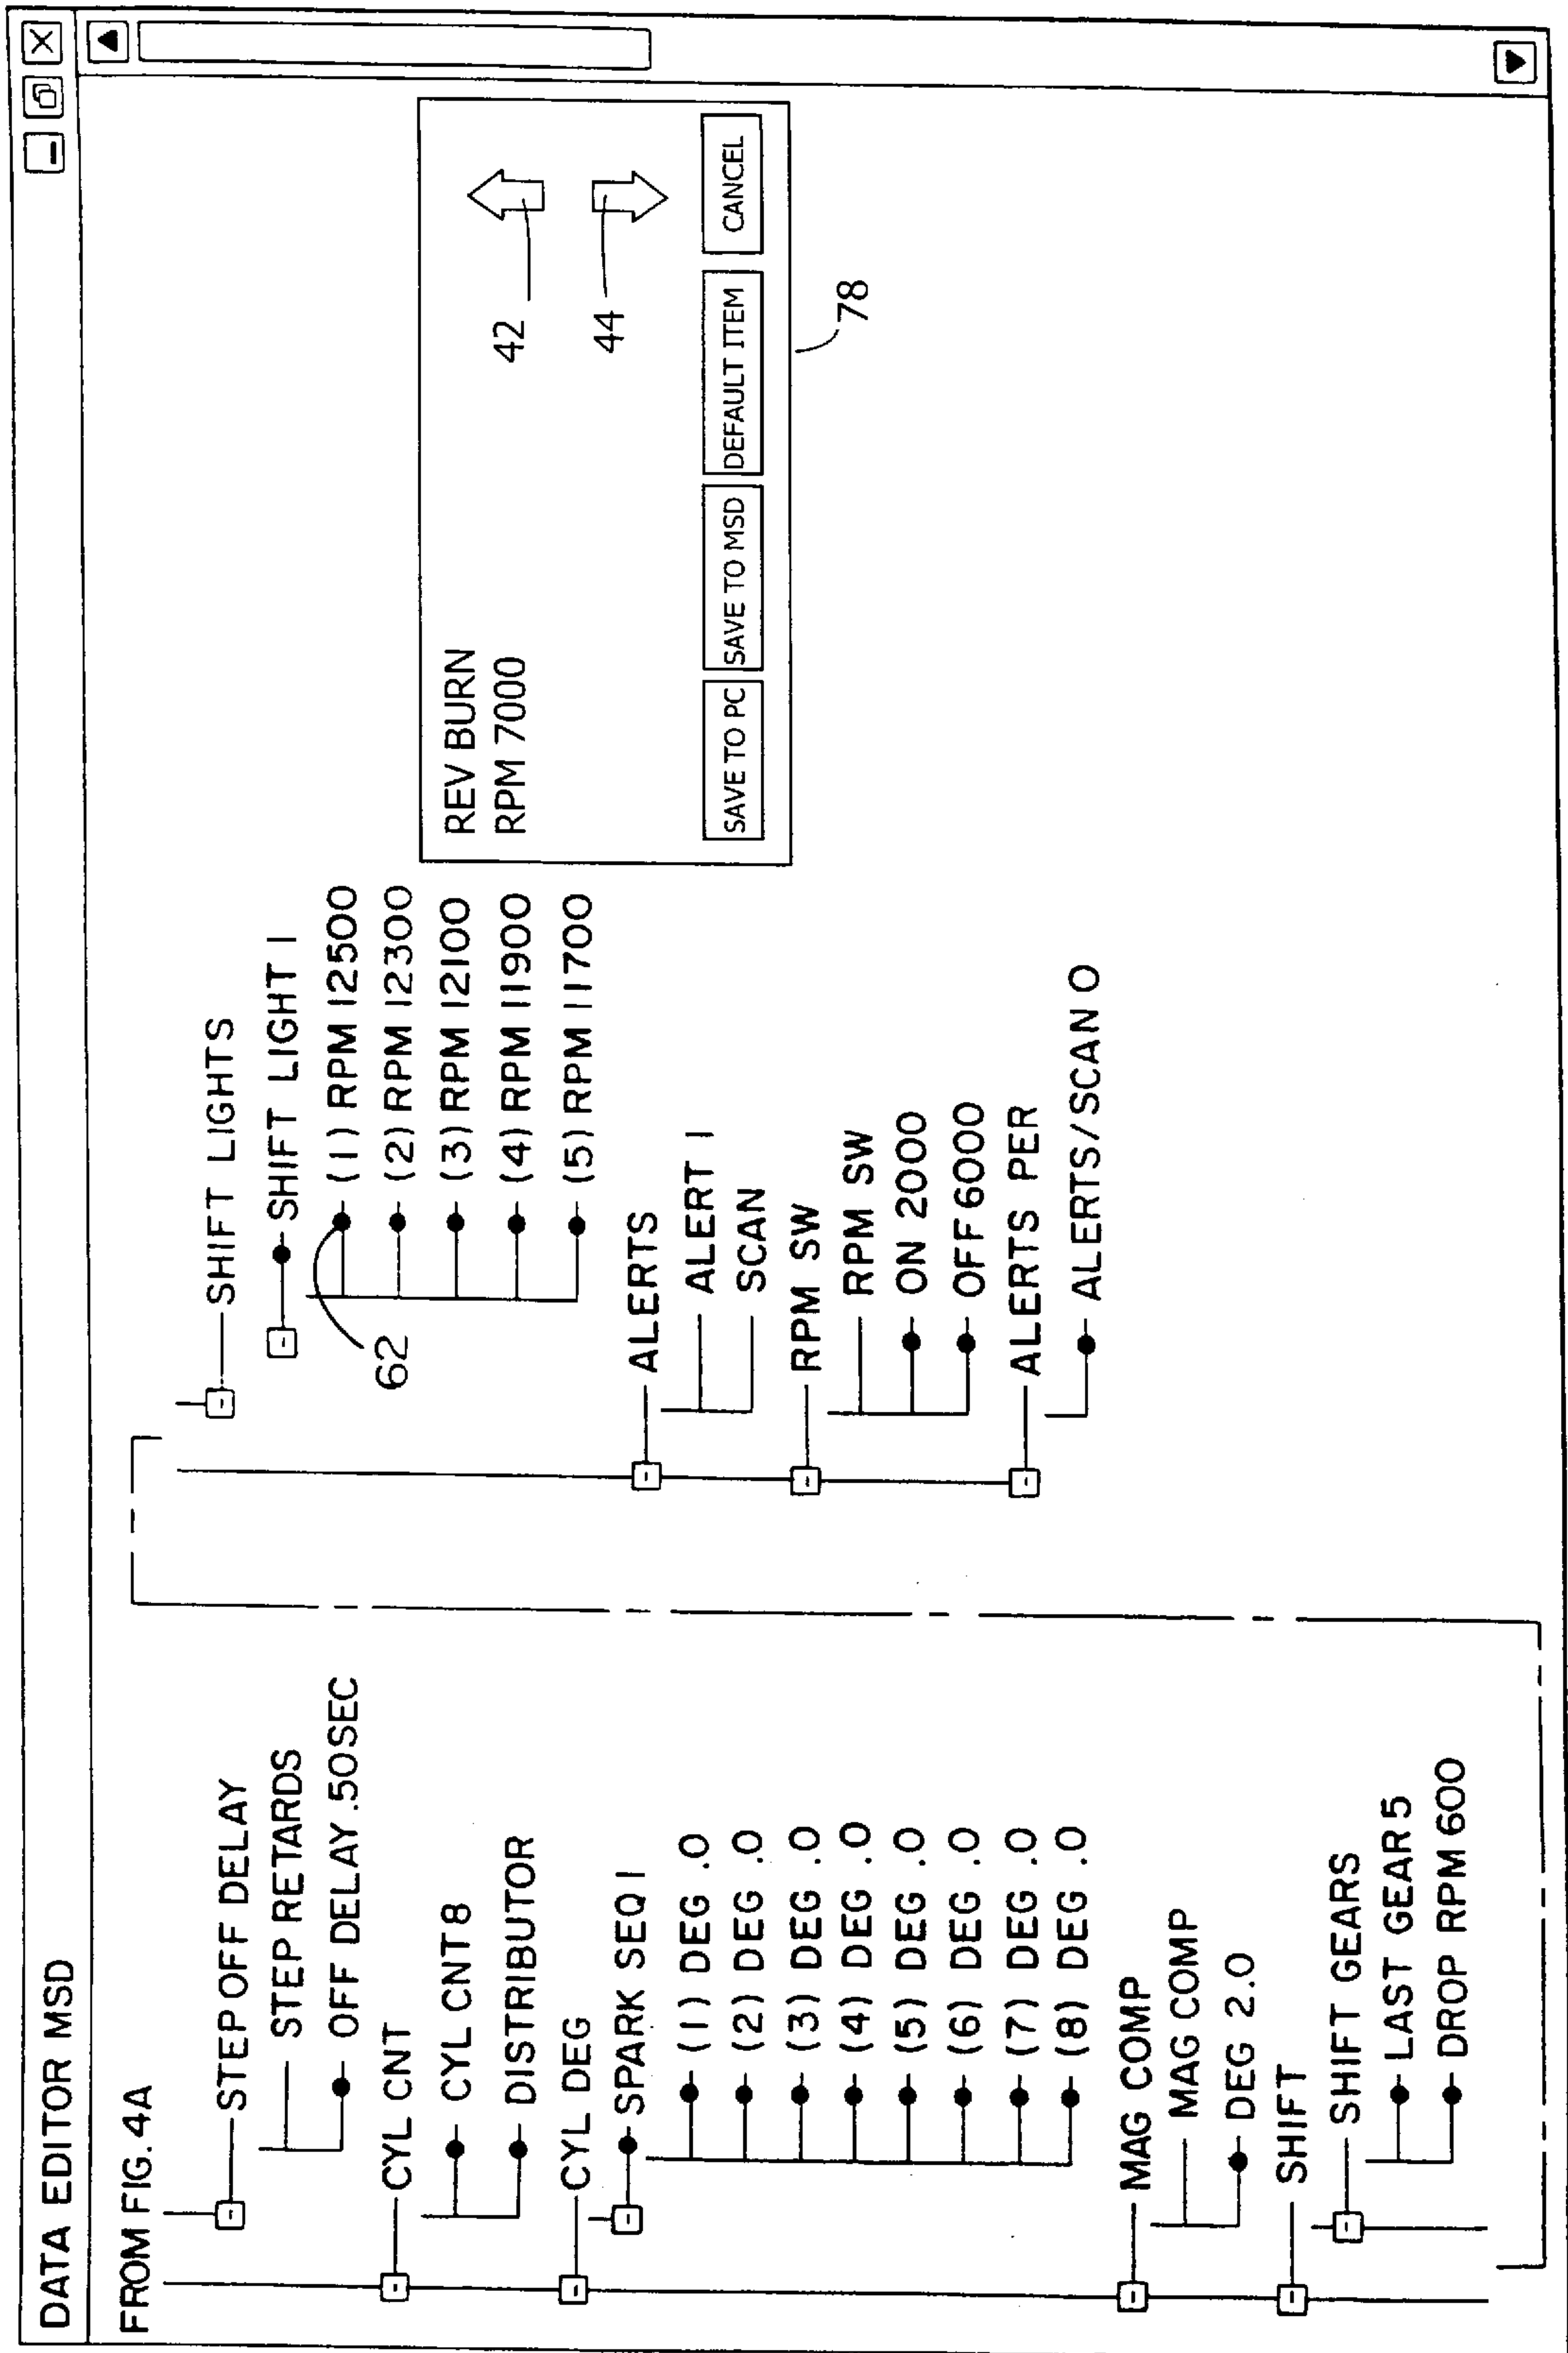 DATA EDITOR MSD
FROM FIG. 4A
STEP OFF DELAY
STEP RETARDS
OFF DELAY .50SEC
CYL CNT
CYL CNT 8
DISTRIBUTOR
CYL DEG
SPARK SEQ 1
(1) DEG .0
(2) DEG .0
(3) DEG .0
(4) DEG .0
(5) DEG .0
(6) DEG .0
(7) DEG .0
(8) DEG .0
MAG COMP
MAG COMP
DEG 2.0
SHIFT
SHIFT GEARS
LAST GEAR 5
DROP RPM 600
SHIFT LIGHTS
SHIFT LIGHT 1
(1) RPM 12500
(2) RPM 12300
(3) RPM 12100
(4) RPM 11900
(5) RPM 11700
62
ALERTS
ALERT 1
SCAN
RPM SW
RPM SW
ON 2000
OFF 6000
ALERTS PER
ALERTS/SCAN 0
REV BURN
RPM 7000
42
44
SAVE TO PC SAVE TO MSD DEFAULT ITEM CANCEL
78